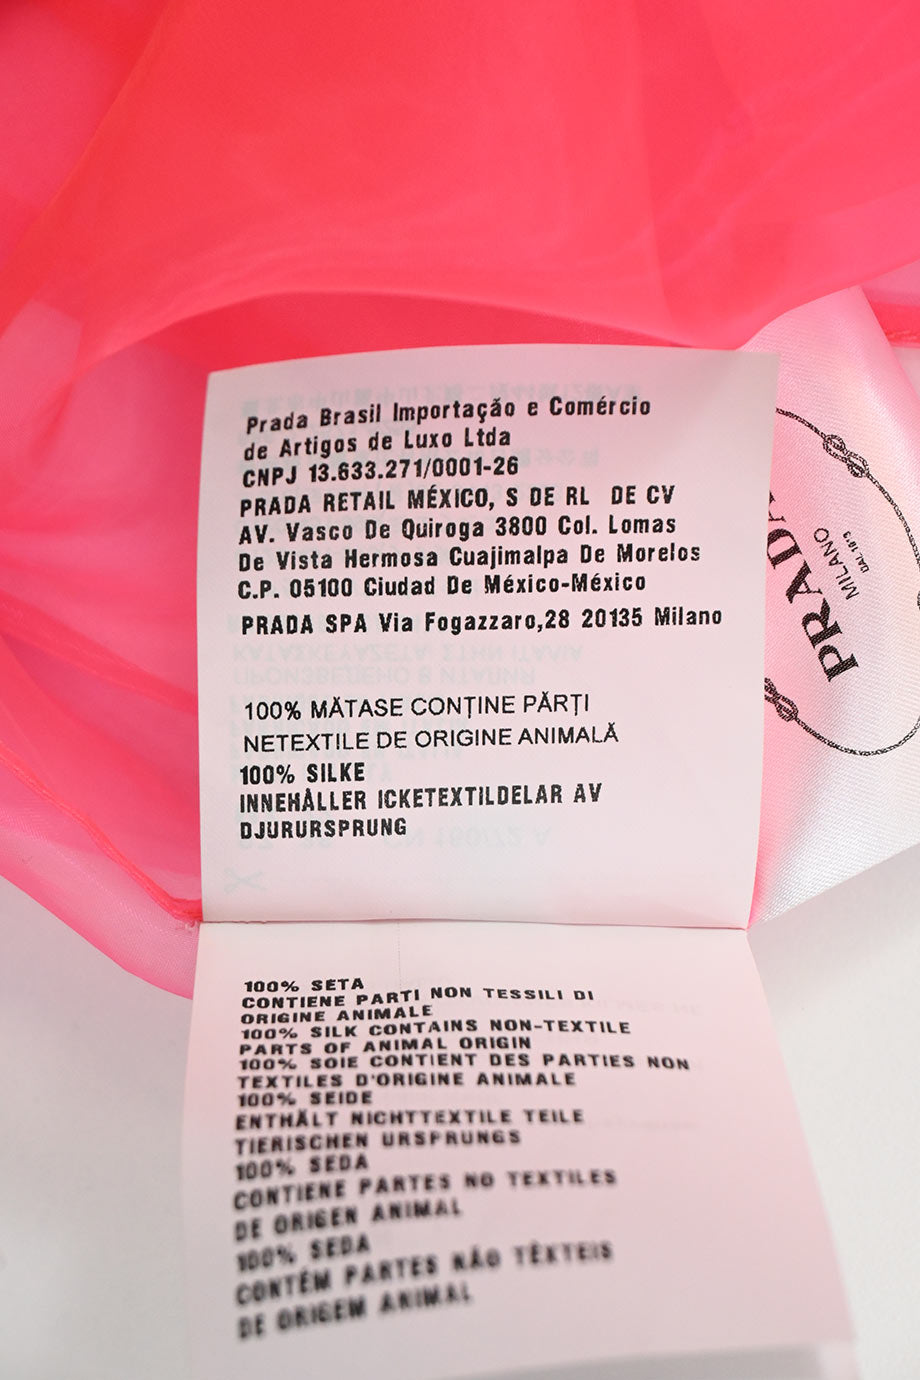 Prada Brasil Importação e Comércio
de Artigos de Luxo Ltda
CNPJ 13.633.271/0001-26
PRADA RETAIL MÉXICO, S DE RL DE CV
AV. Vasco De Quiroga 3800 Col. Lomas
De Vista Hermosa Cuajimalpa De Morelos
C.P. 05100 Ciudad De México-México
PRADA SPA Via Fogazzaro,28 20135 Milano
100% MĂTASE CONȚINE PĂRȚI
NETEXTILE DE ORIGINE ANIMALĂ
100% SILKE
INNEHÅLLER ICKETEXTILDELAR AV
DJURURSPRUNG
PRADA
MILANO
DAL 1913
100% SETA
CONTIENE PARTI NON TESSILI DI
ORIGINE ANIMALE
100% SILK CONTAINS NON-TEXTILE
PARTS OF ANIMAL ORIGIN
100% SOIE CONTIENT DES PARTIES NON
TEXTILES D'ORIGINE ANIMALE
100% SEIDE
ENTHÄLT NICHTTEXTILE TEILE
TIERISCHEN URSPRUNGS
100% SEDA
CONTIENE PARTES NO TEXTILES
DE ORIGEN ANIMAL
100% SEDA
CONTÉM PARTES NÃO TÊXTEIS
DE ORIGEM ANIMAL